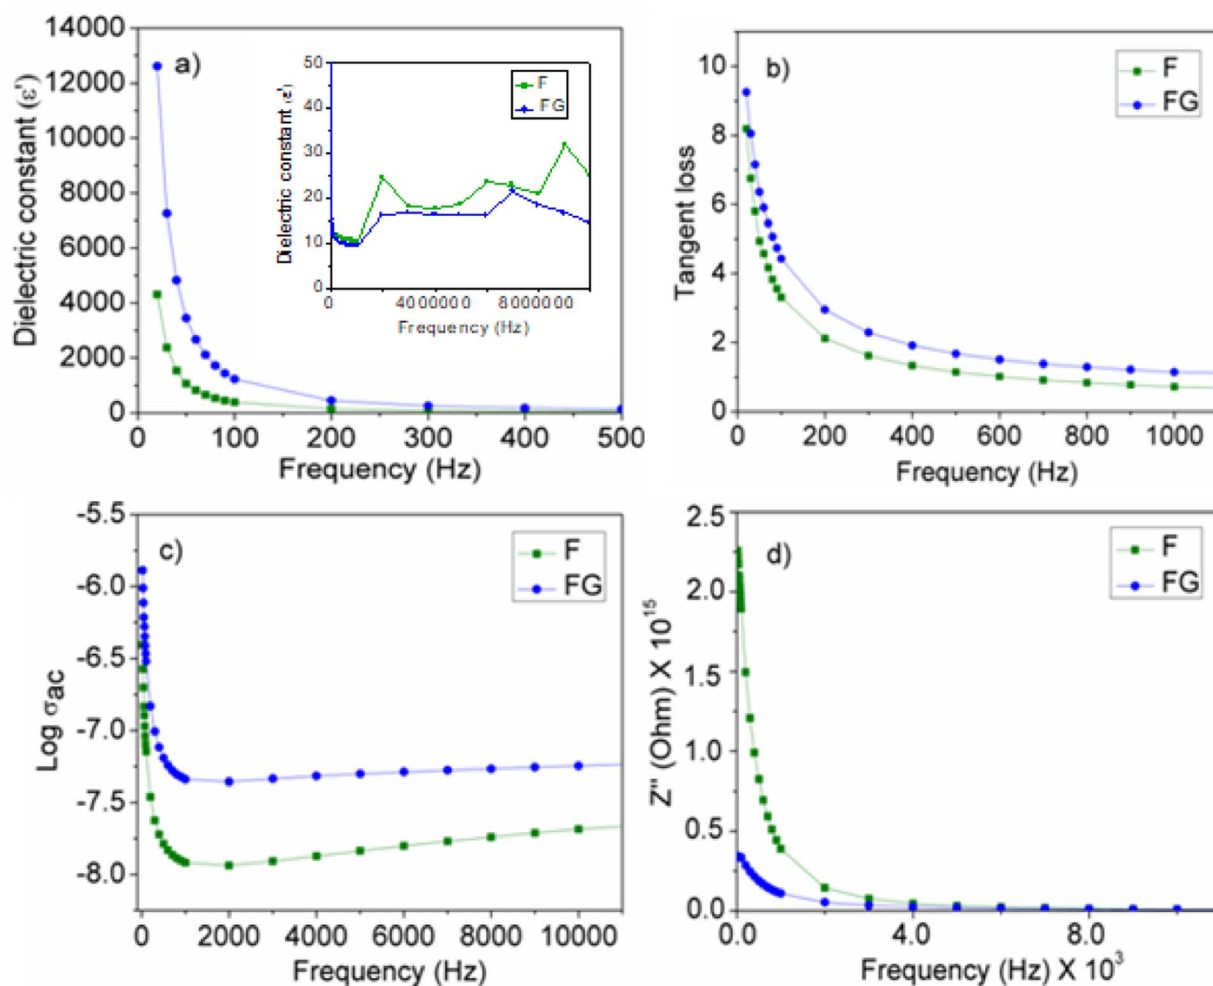 a)
Dielectric constant (ε')
14000
12000
10000
8000
6000
4000
2000
0
0 100 200 300 400 500
Frequency (Hz)
Dielectric constant (ε')
50
40
30
20
10
0
F
FG
0 4000000 8000000
Frequency (Hz)
b)
Tangent loss
10
8
6
4
2
0
F
FG
0 200 400 600 800 1000
Frequency (Hz)
c)
Log σac
-5.5
-6.0
-6.5
-7.0
-7.5
-8.0
F
FG
0 2000 4000 6000 8000 10000
Frequency (Hz)
d)
Z'' (Ohm) X 10^15
2.5
2.0
1.5
1.0
0.5
0.0
F
FG
0.0 4.0 8.0
Frequency (Hz) X 10^3